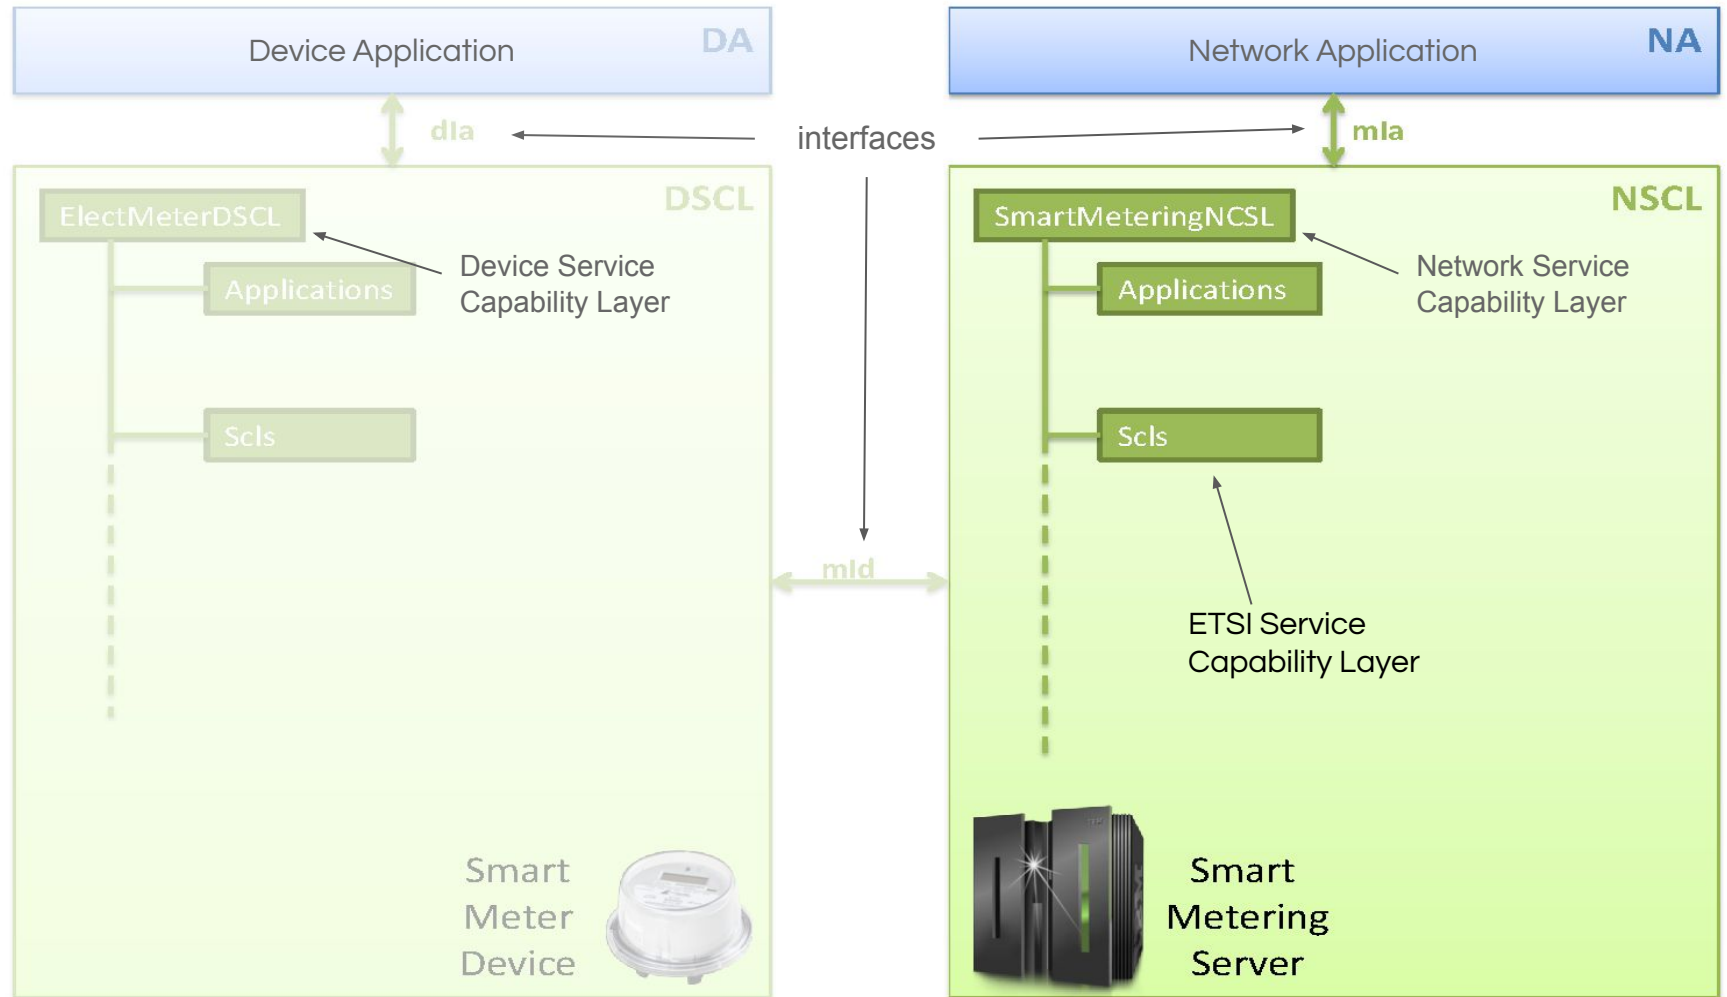 Device Application
DA
Network Application
NA
dIa
interfaces
mIa
DSCL
NSCL
ElectMeterDSCL
SmartMeteringNCSL
Device Service
Capability Layer
Network Service
Capability Layer
Applications
Applications
Scls
Scls
mId
ETSI Service
Capability Layer
Smart
Meter
Device
Smart
Metering
Server